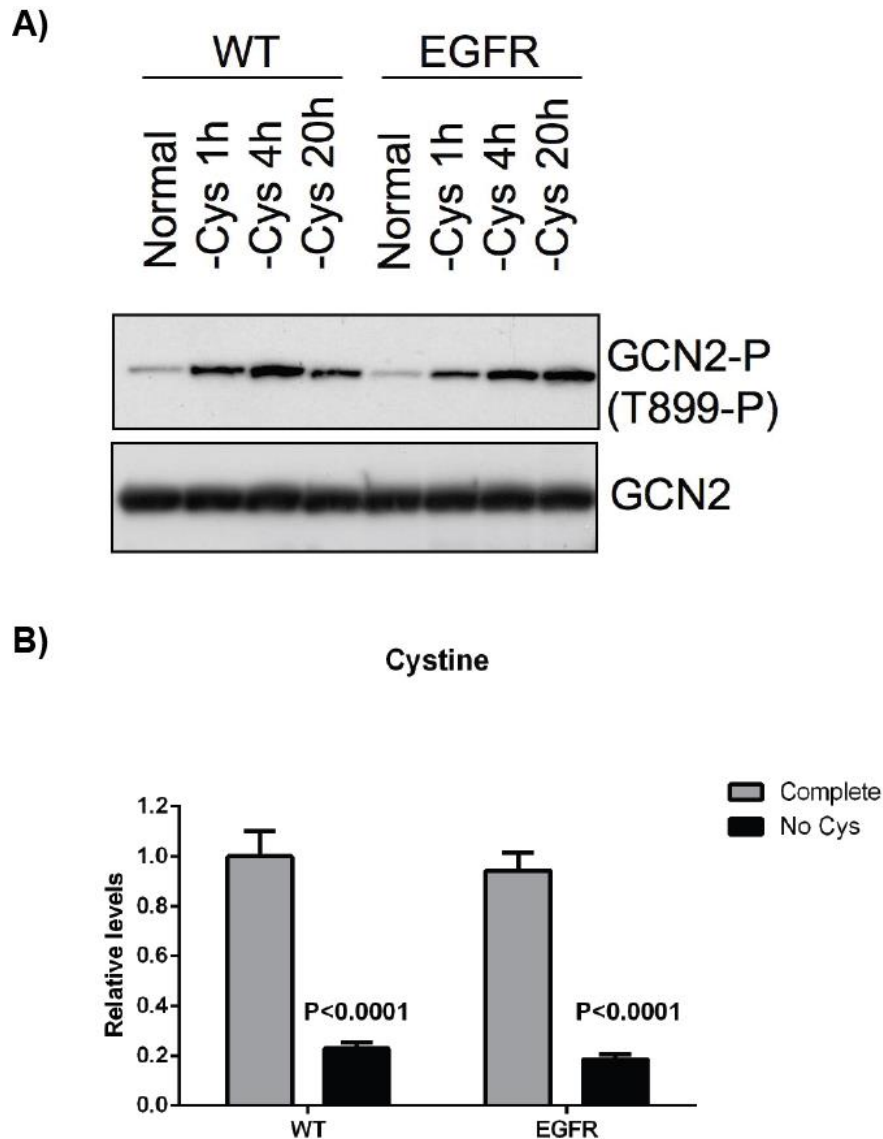 A)
WT
EGFR
Normal
-Cys 1h
-Cys 4h
-Cys 20h
Normal
-Cys 1h
-Cys 4h
-Cys 20h
GCN2-P
(T899-P)
GCN2
B)
Cystine
Complete
No Cys
Relative levels
1.2
1.0
0.8
0.6
0.4
0.2
0.0
P<0.0001
P<0.0001
WT
EGFR